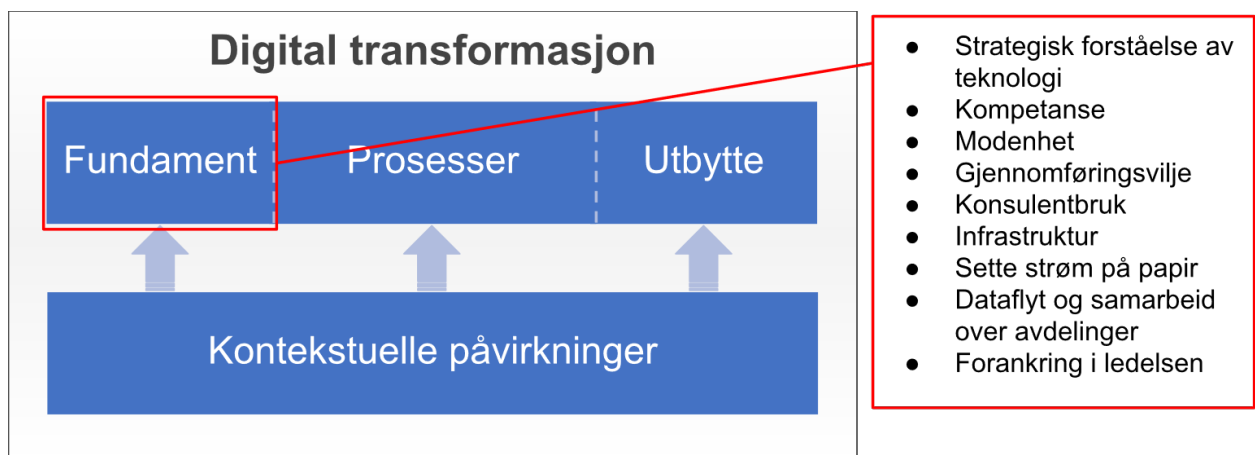 Digital transformasjon
Fundament
Prosesser
Utbytte
Kontekstuelle påvirkninger
● Strategisk forståelse av
teknologi
● Kompetanse
● Modenhet
● Gjennomføringsvilje
● Konsulentbruk
● Infrastruktur
● Sette strøm på papir
● Dataflyt og samarbeid
over avdelinger
● Forankring i ledelsen